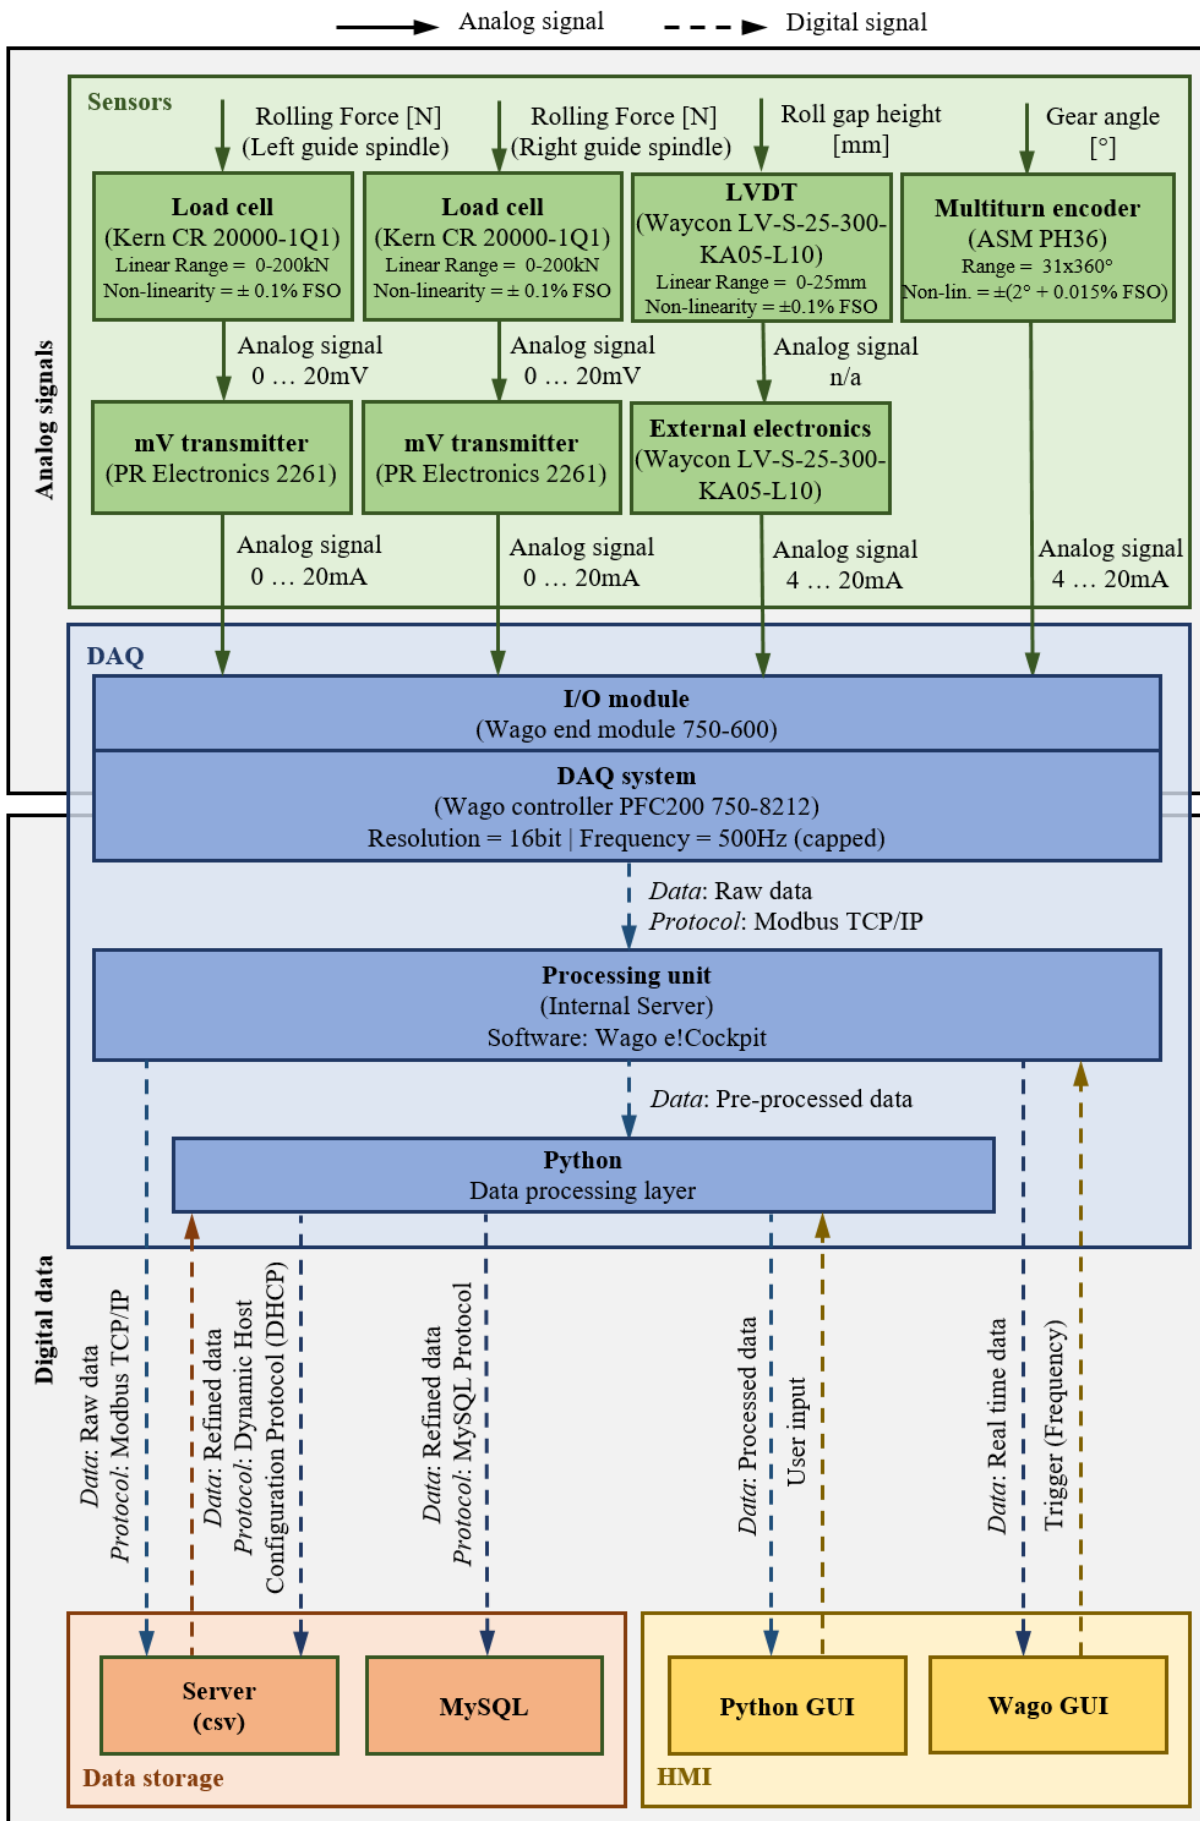 Analog signal
Digital signal
Analog signals
Sensors
Rolling Force [N]
(Left guide spindle)
Rolling Force [N]
(Right guide spindle)
Roll gap height
[mm]
Gear angle
[°]
Load cell
(Kern CR 20000-1Q1)
Linear Range = 0-200kN
Non-linearity = ± 0.1% FSO
Load cell
(Kern CR 20000-1Q1)
Linear Range = 0-200kN
Non-linearity = ± 0.1% FSO
LVDT
(Waycon LV-S-25-300-
KA05-L10)
Linear Range = 0-25mm
Non-linearity = ±0.1% FSO
Multiturn encoder
(ASM PH36)
Range = 31x360°
Non-lin. = ±(2° + 0.015% FSO)
Analog signal
0 … 20mV
Analog signal
0 … 20mV
Analog signal
n/a
mV transmitter
(PR Electronics 2261)
mV transmitter
(PR Electronics 2261)
External electronics
(Waycon LV-S-25-300-
KA05-L10)
Analog signal
0 … 20mA
Analog signal
0 … 20mA
Analog signal
4 … 20mA
Analog signal
4 … 20mA
DAQ
I/O module
(Wago end module 750-600)
DAQ system
(Wago controller PFC200 750-8212)
Resolution = 16bit | Frequency = 500Hz (capped)
Digital data
Data: Raw data
Protocol: Modbus TCP/IP
Processing unit
(Internal Server)
Software: Wago e!Cockpit
Data: Pre-processed data
Python
Data processing layer
Data: Raw data
Protocol: Modbus TCP/IP
Data: Refined data
Protocol: Dynamic Host
Configuration Protocol (DHCP)
Data: Refined data
Protocol: MySQL Protocol
Data: Processed data
User input
Data: Real time data
Trigger (Frequency)
Server
(csv)
MySQL
Data storage
Python GUI
Wago GUI
HMI